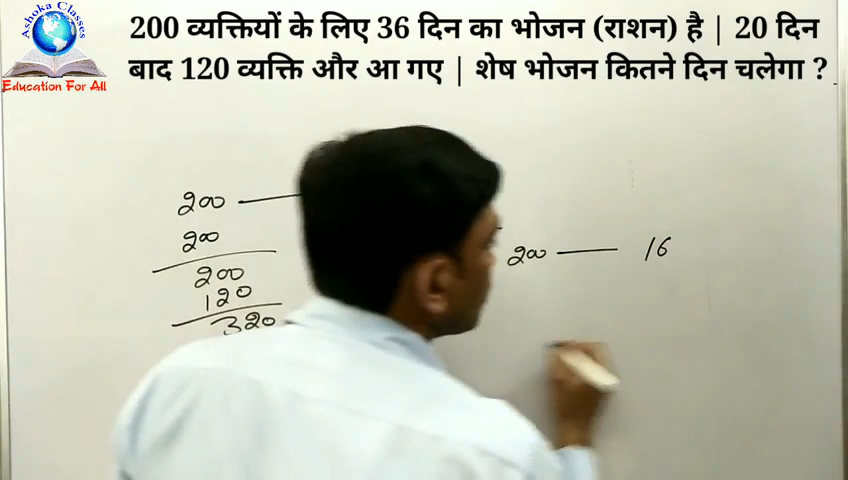 200 व्यक्तियों के लिए 36 दिन का भोजन (राशन) है | 20 दिन
बाद 120 व्यक्ति और आ गए | शेष भोजन कितने दिन चलेगा ?
Ashoka Classes
Education For All
200 —
200
200
120
320
200 — 16